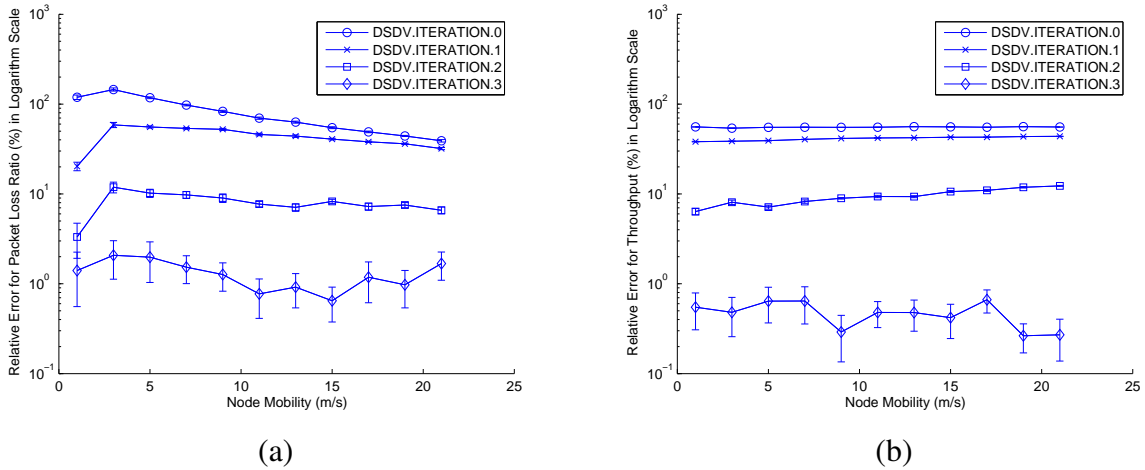 Relative Error for Packet Loss Ratio (%) in Logarithm Scale
10^3
10^2
10^1
10^0
10^-1
0 5 10 15 20 25
Node Mobility (m/s)
DSDV.ITERATION.0
DSDV.ITERATION.1
DSDV.ITERATION.2
DSDV.ITERATION.3
(a)
Relative Error for Throughput (%) in Logarithm Scale
10^3
10^2
10^1
10^0
10^-1
0 5 10 15 20 25
Node Mobility (m/s)
DSDV.ITERATION.0
DSDV.ITERATION.1
DSDV.ITERATION.2
DSDV.ITERATION.3
(b)